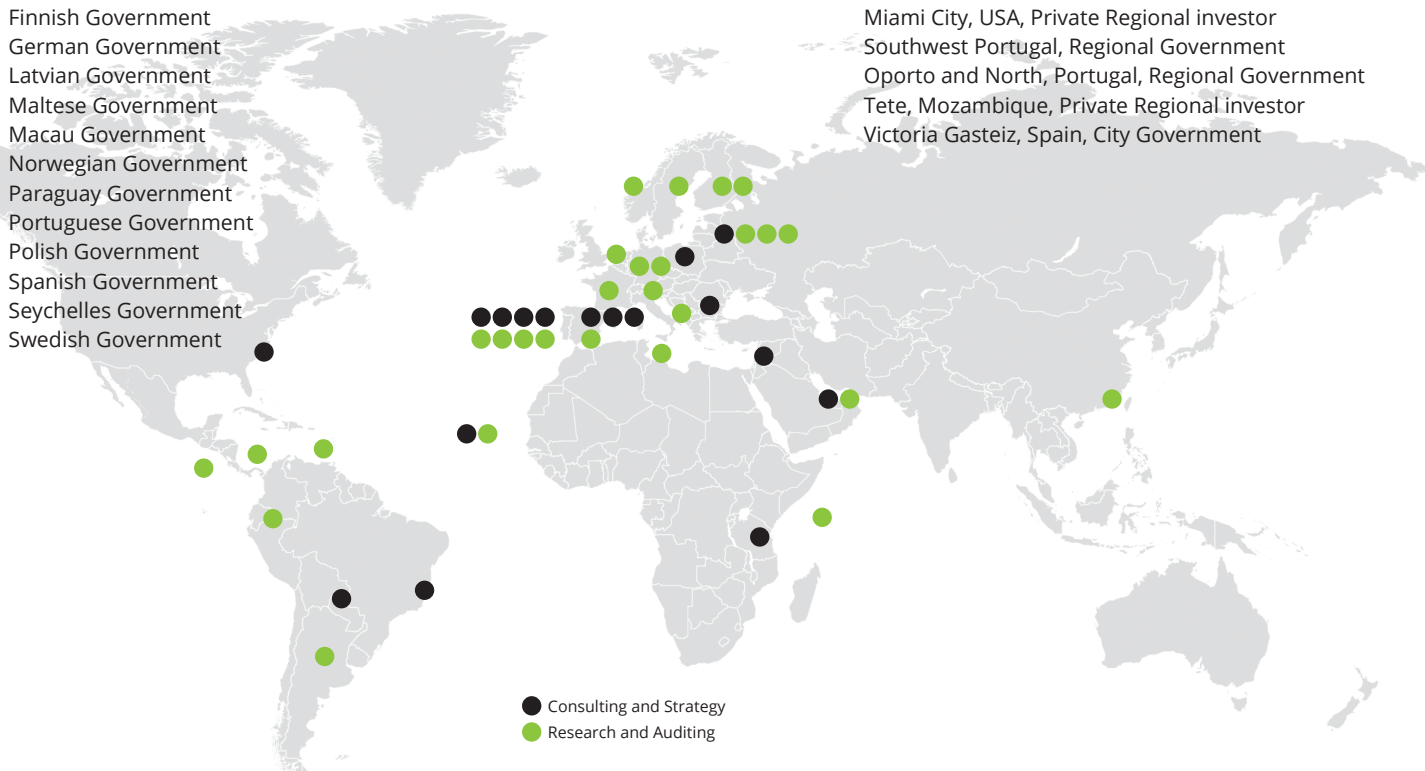 Finnish Government
German Government
Latvian Government
Maltese Government
Macau Government
Norwegian Government
Paraguay Government
Portuguese Government
Polish Government
Spanish Government
Seychelles Government
Swedish Government
Miami City, USA, Private Regional investor
Southwest Portugal, Regional Government
Oporto and North, Portugal, Regional Government
Tete, Mozambique, Private Regional investor
Victoria Gasteiz, Spain, City Government
Consulting and Strategy
Research and Auditing